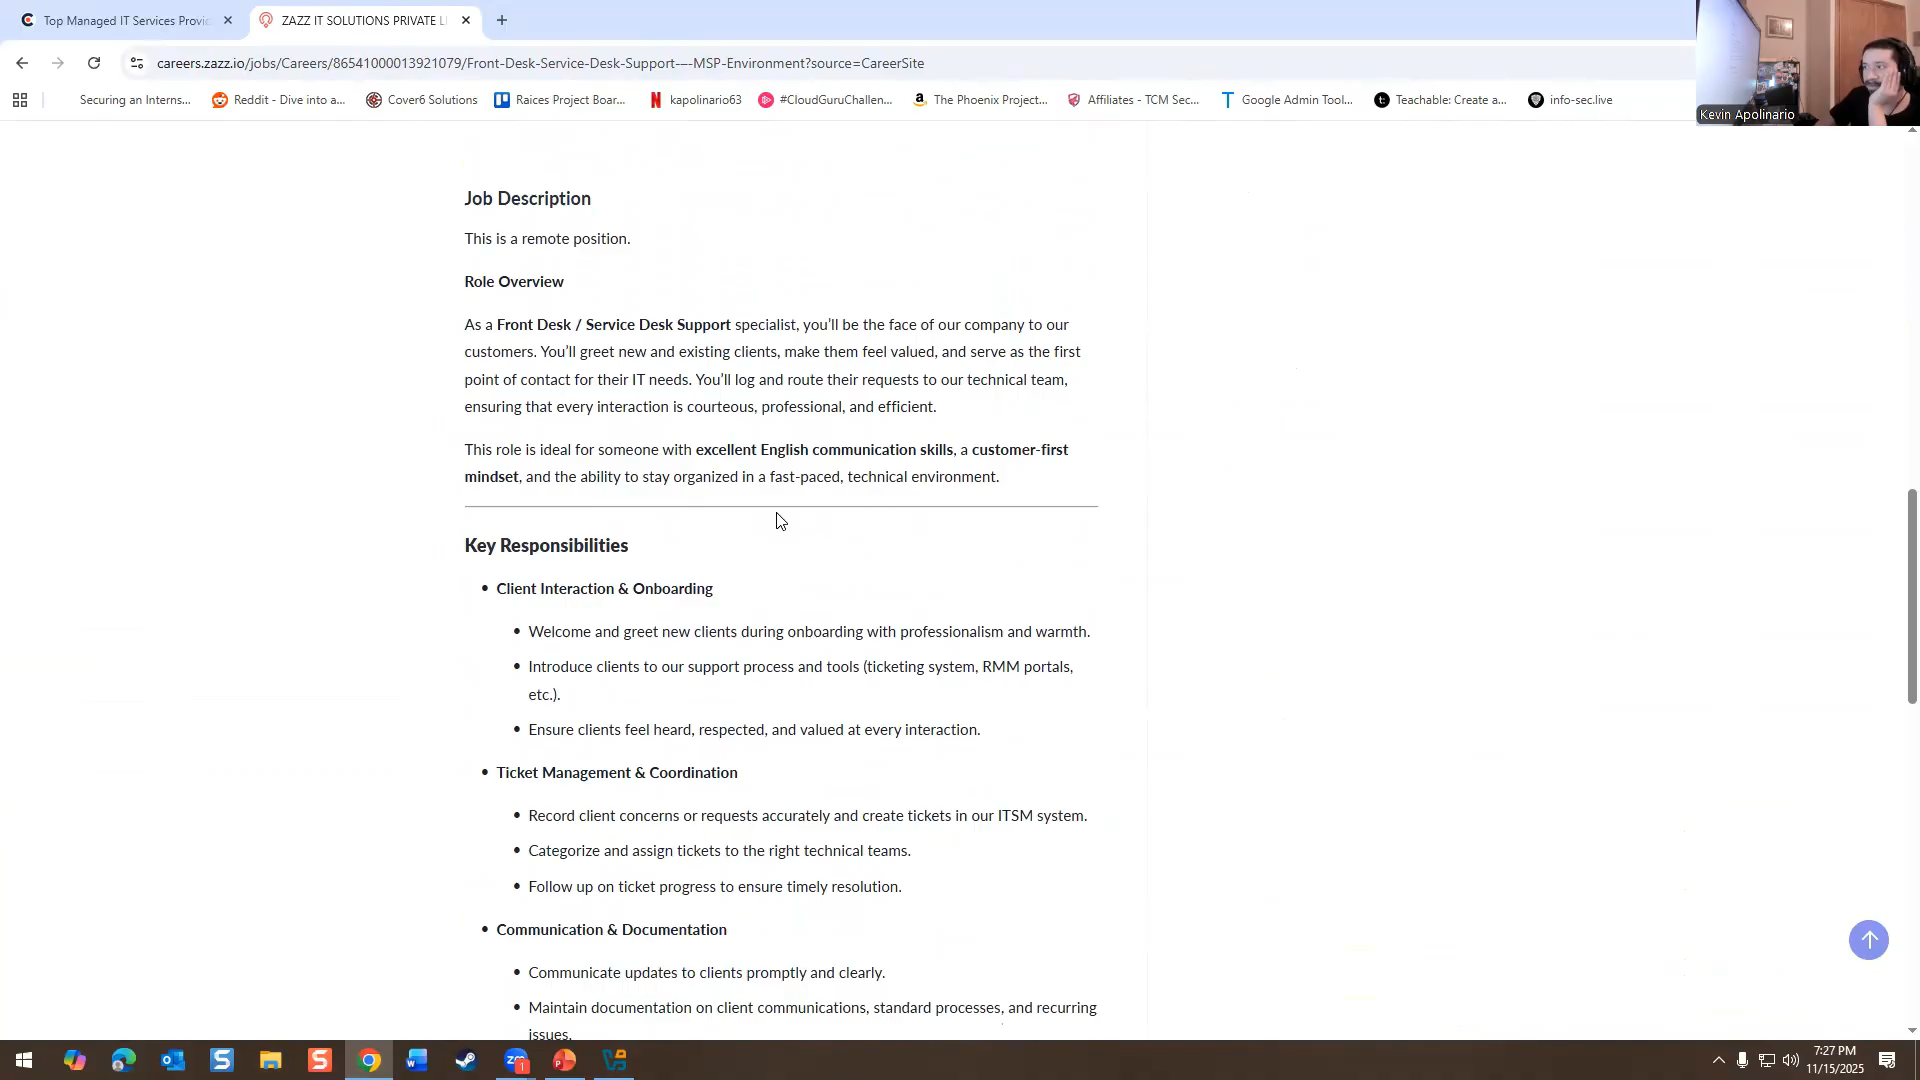 Top Managed IT Services Provi
ZAZZ IT SOLUTIONS PRIVATE L
careers.zazz.io/jobs/Careers/86541000013921079/Front-Desk-Service-Desk-Support-—-MSP-Environment?source=CareerSite
Securing an Interns...
Reddit - Dive into a...
Cover6 Solutions
Raices Project Boar...
kapolinario63
#CloudGuruChallen...
The Phoenix Project...
Affiliates - TCM Sec...
Google Admin Tool...
Teachable: Create a...
info-sec.live
Kevin Apolinario
Job Description
This is a remote position.
Role Overview
As a Front Desk / Service Desk Support specialist, you’ll be the face of our company to our
customers. You’ll greet new and existing clients, make them feel valued, and serve as the first
point of contact for their IT needs. You’ll log and route their requests to our technical team,
ensuring that every interaction is courteous, professional, and efficient.
This role is ideal for someone with excellent English communication skills, a customer-first
mindset, and the ability to stay organized in a fast-paced, technical environment.
Key Responsibilities
• Client Interaction & Onboarding
• Welcome and greet new clients during onboarding with professionalism and warmth.
• Introduce clients to our support process and tools (ticketing system, RMM portals,
etc.).
• Ensure clients feel heard, respected, and valued at every interaction.
• Ticket Management & Coordination
• Record client concerns or requests accurately and create tickets in our ITSM system.
• Categorize and assign tickets to the right technical teams.
• Follow up on ticket progress to ensure timely resolution.
• Communication & Documentation
• Communicate updates to clients promptly and clearly.
• Maintain documentation on client communications, standard processes, and recurring
issues.
7:27 PM
11/15/2025